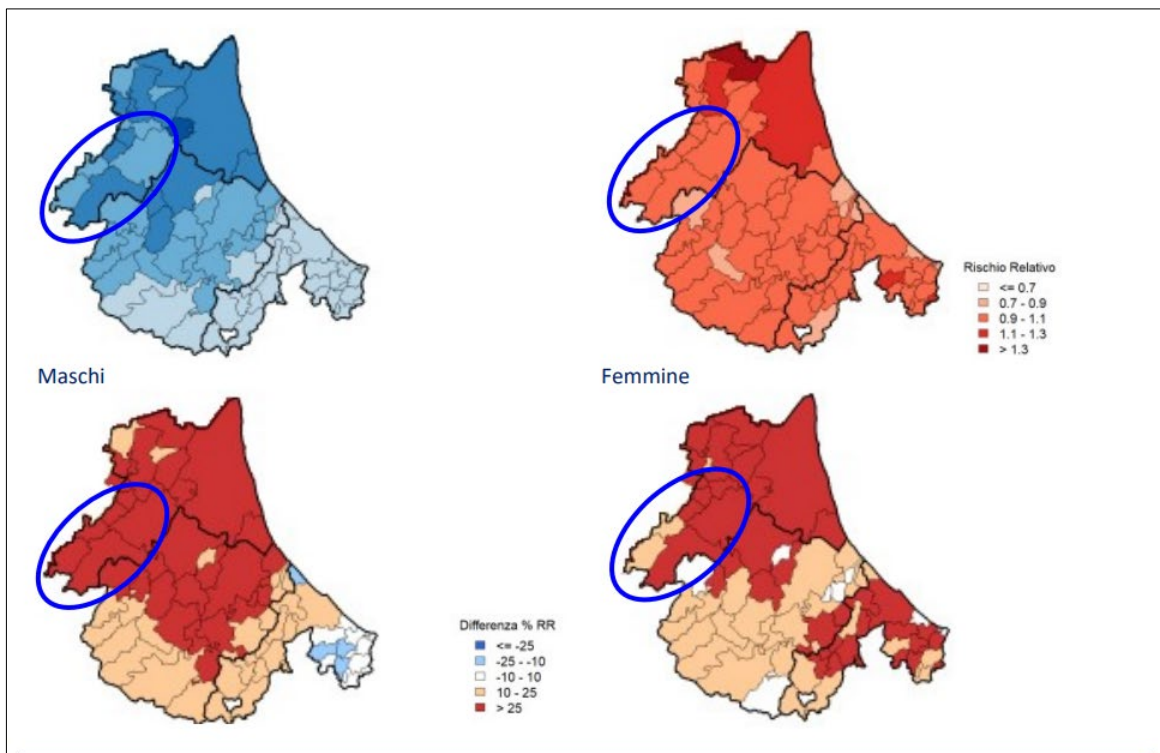 Rischio Relativo
<= 0.7
0.7 - 0.9
0.9 - 1.1
1.1 - 1.3
> 1.3
Maschi
Femmine
Differenza % RR
<= -25
-25 - -10
-10 - 10
10 - 25
> 25